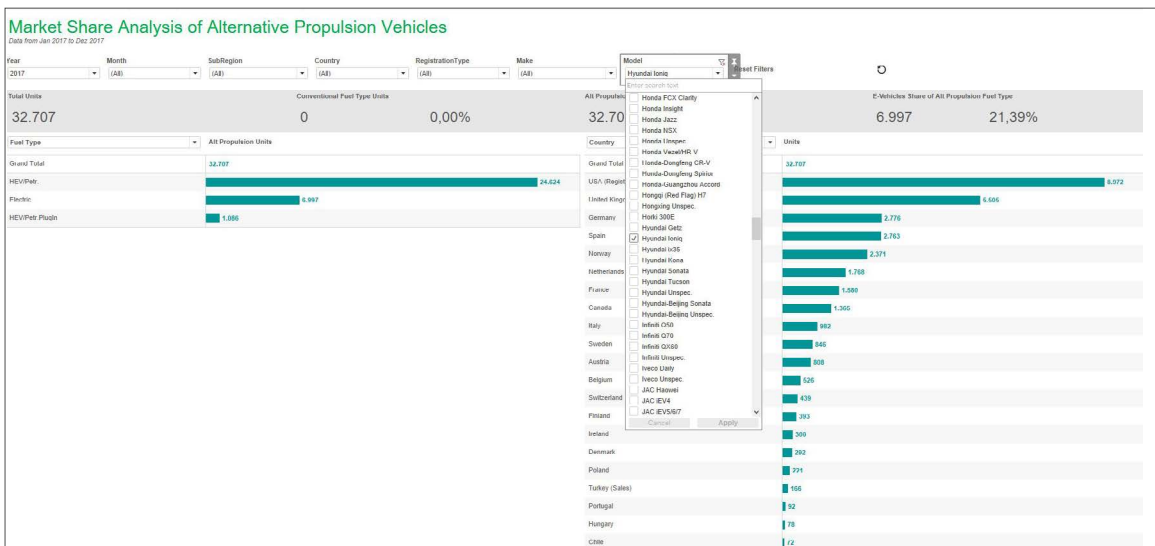 Market Share Analysis of Alternative Propulsion Vehicles
Data from Jan 2017 to Dez 2017
Year Month SubRegion Country RegistrationType Make Model
2017 (All) (All) (All) (All) (All) Hyundai Ioniq Reset Filters
Enter search text
Total Units Conventional Fuel Type Units Alt Propulsio E-Vehicles Share of Alt Propulsion Fuel Type
32.707 0 0,00% 32.70 6.997 21,39%
Fuel Type Alt Propulsion Units
Grand Total 32.707
HEV/Petr. 24.624
Electric 6.997
HEV/Petr.PlugIn 1.086
Honda FCX Clarity
Honda Insight
Honda Jazz
Honda NSX
Honda Unspec.
Honda Vezel/HR-V
Honda-Dongfeng CR-V
Honda-Dongfeng Spirior
Honda-Guangzhou Accord
Hongqi (Red Flag) H7
Hongxing Unspec.
Horki 300E
Hyundai Getz
Hyundai Ioniq
Hyundai ix35
Hyundai Kona
Hyundai Sonata
Hyundai Tucson
Hyundai Unspec.
Hyundai-Beijing Sonata
Hyundai-Beijing Unspec.
Infiniti Q50
Infiniti Q70
Infiniti QX60
Infiniti Unspec.
Iveco Daily
Iveco Unspec.
JAC Haowei
JAC iEV4
JAC iEV5/6/7
Cancel Apply
Country Units
Grand Total 32.707
USA (Regist 8.972
United Kingd
Germany 2.776
Spain 2.763
Norway 2.371
Netherlands 1.768
France 1.580
Canada 1.365
Italy 982
Sweden 846
Austria 808
Belgium 526
Switzerland 439
Finland 393
Ireland 300
Denmark 292
Poland 221
Turkey (Sales) 166
Portugal 92
Hungary 78
Chile 72